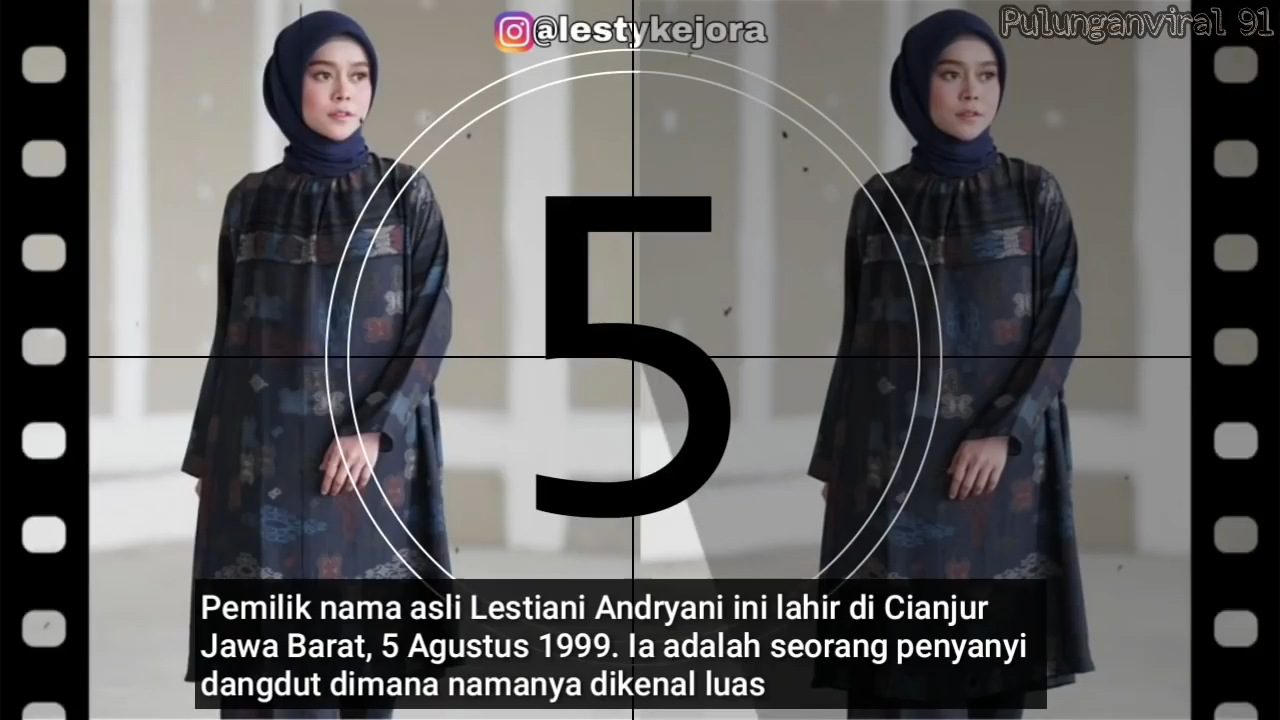 @lestykejora
Pulunganviral 91
5
Pemilik nama asli Lestiani Andryani ini lahir di Cianjur
Jawa Barat, 5 Agustus 1999. Ia adalah seorang penyanyi
dangdut dimana namanya dikenal luas